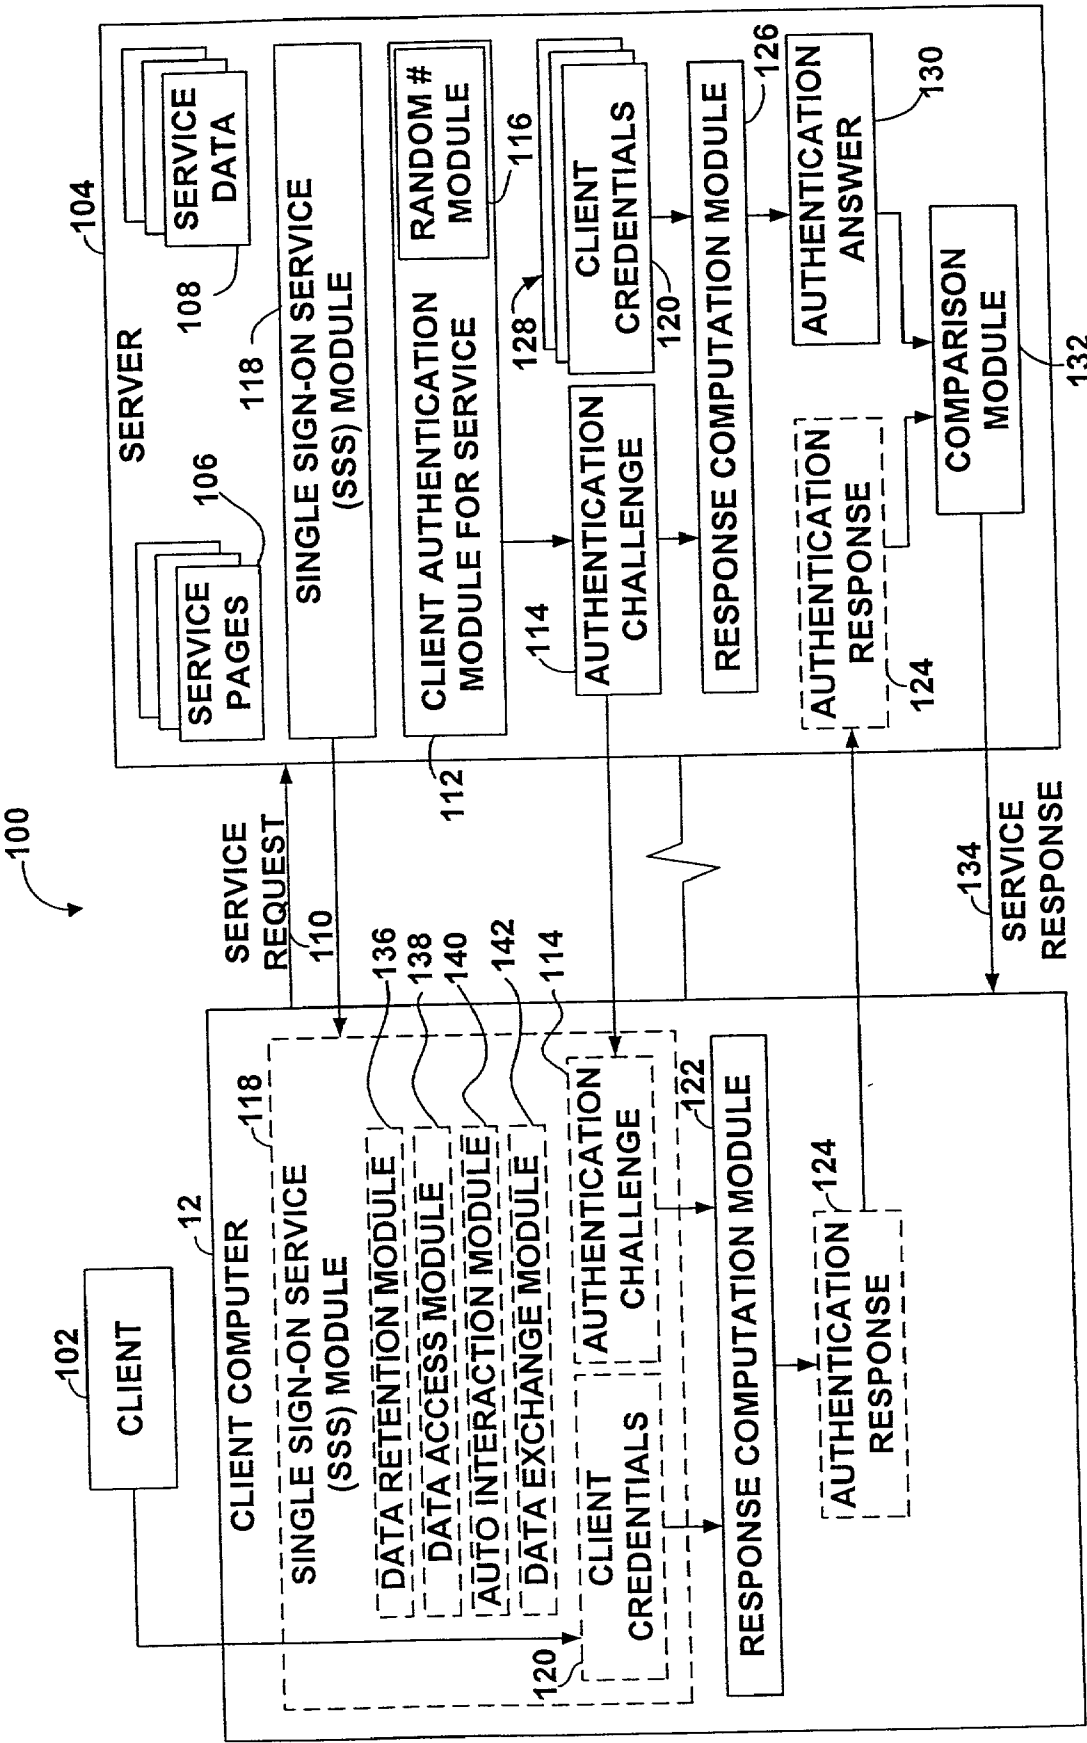 100
102
CLIENT
12
CLIENT COMPUTER
118
SINGLE SIGN-ON SERVICE
(SSS) MODULE
DATA RETENTION MODULE
136
DATA ACCESS MODULE
138
AUTO INTERACTION MODULE
140
DATA EXCHANGE MODULE
142
120
CLIENT
CREDENTIALS
114
AUTHENTICATION
CHALLENGE
122
RESPONSE COMPUTATION MODULE
124
AUTHENTICATION
RESPONSE
SERVICE
REQUEST
110
134
SERVICE
RESPONSE
104
SERVER
106
SERVICE
PAGES
108
SERVICE
DATA
118
SINGLE SIGN-ON SERVICE
(SSS) MODULE
112
CLIENT AUTHENTICATION
MODULE FOR SERVICE
RANDOM #
MODULE
116
114
AUTHENTICATION
CHALLENGE
128
CLIENT
CREDENTIALS
120
RESPONSE COMPUTATION MODULE
126
AUTHENTICATION
RESPONSE
124
AUTHENTICATION
ANSWER
130
COMPARISON
MODULE
132